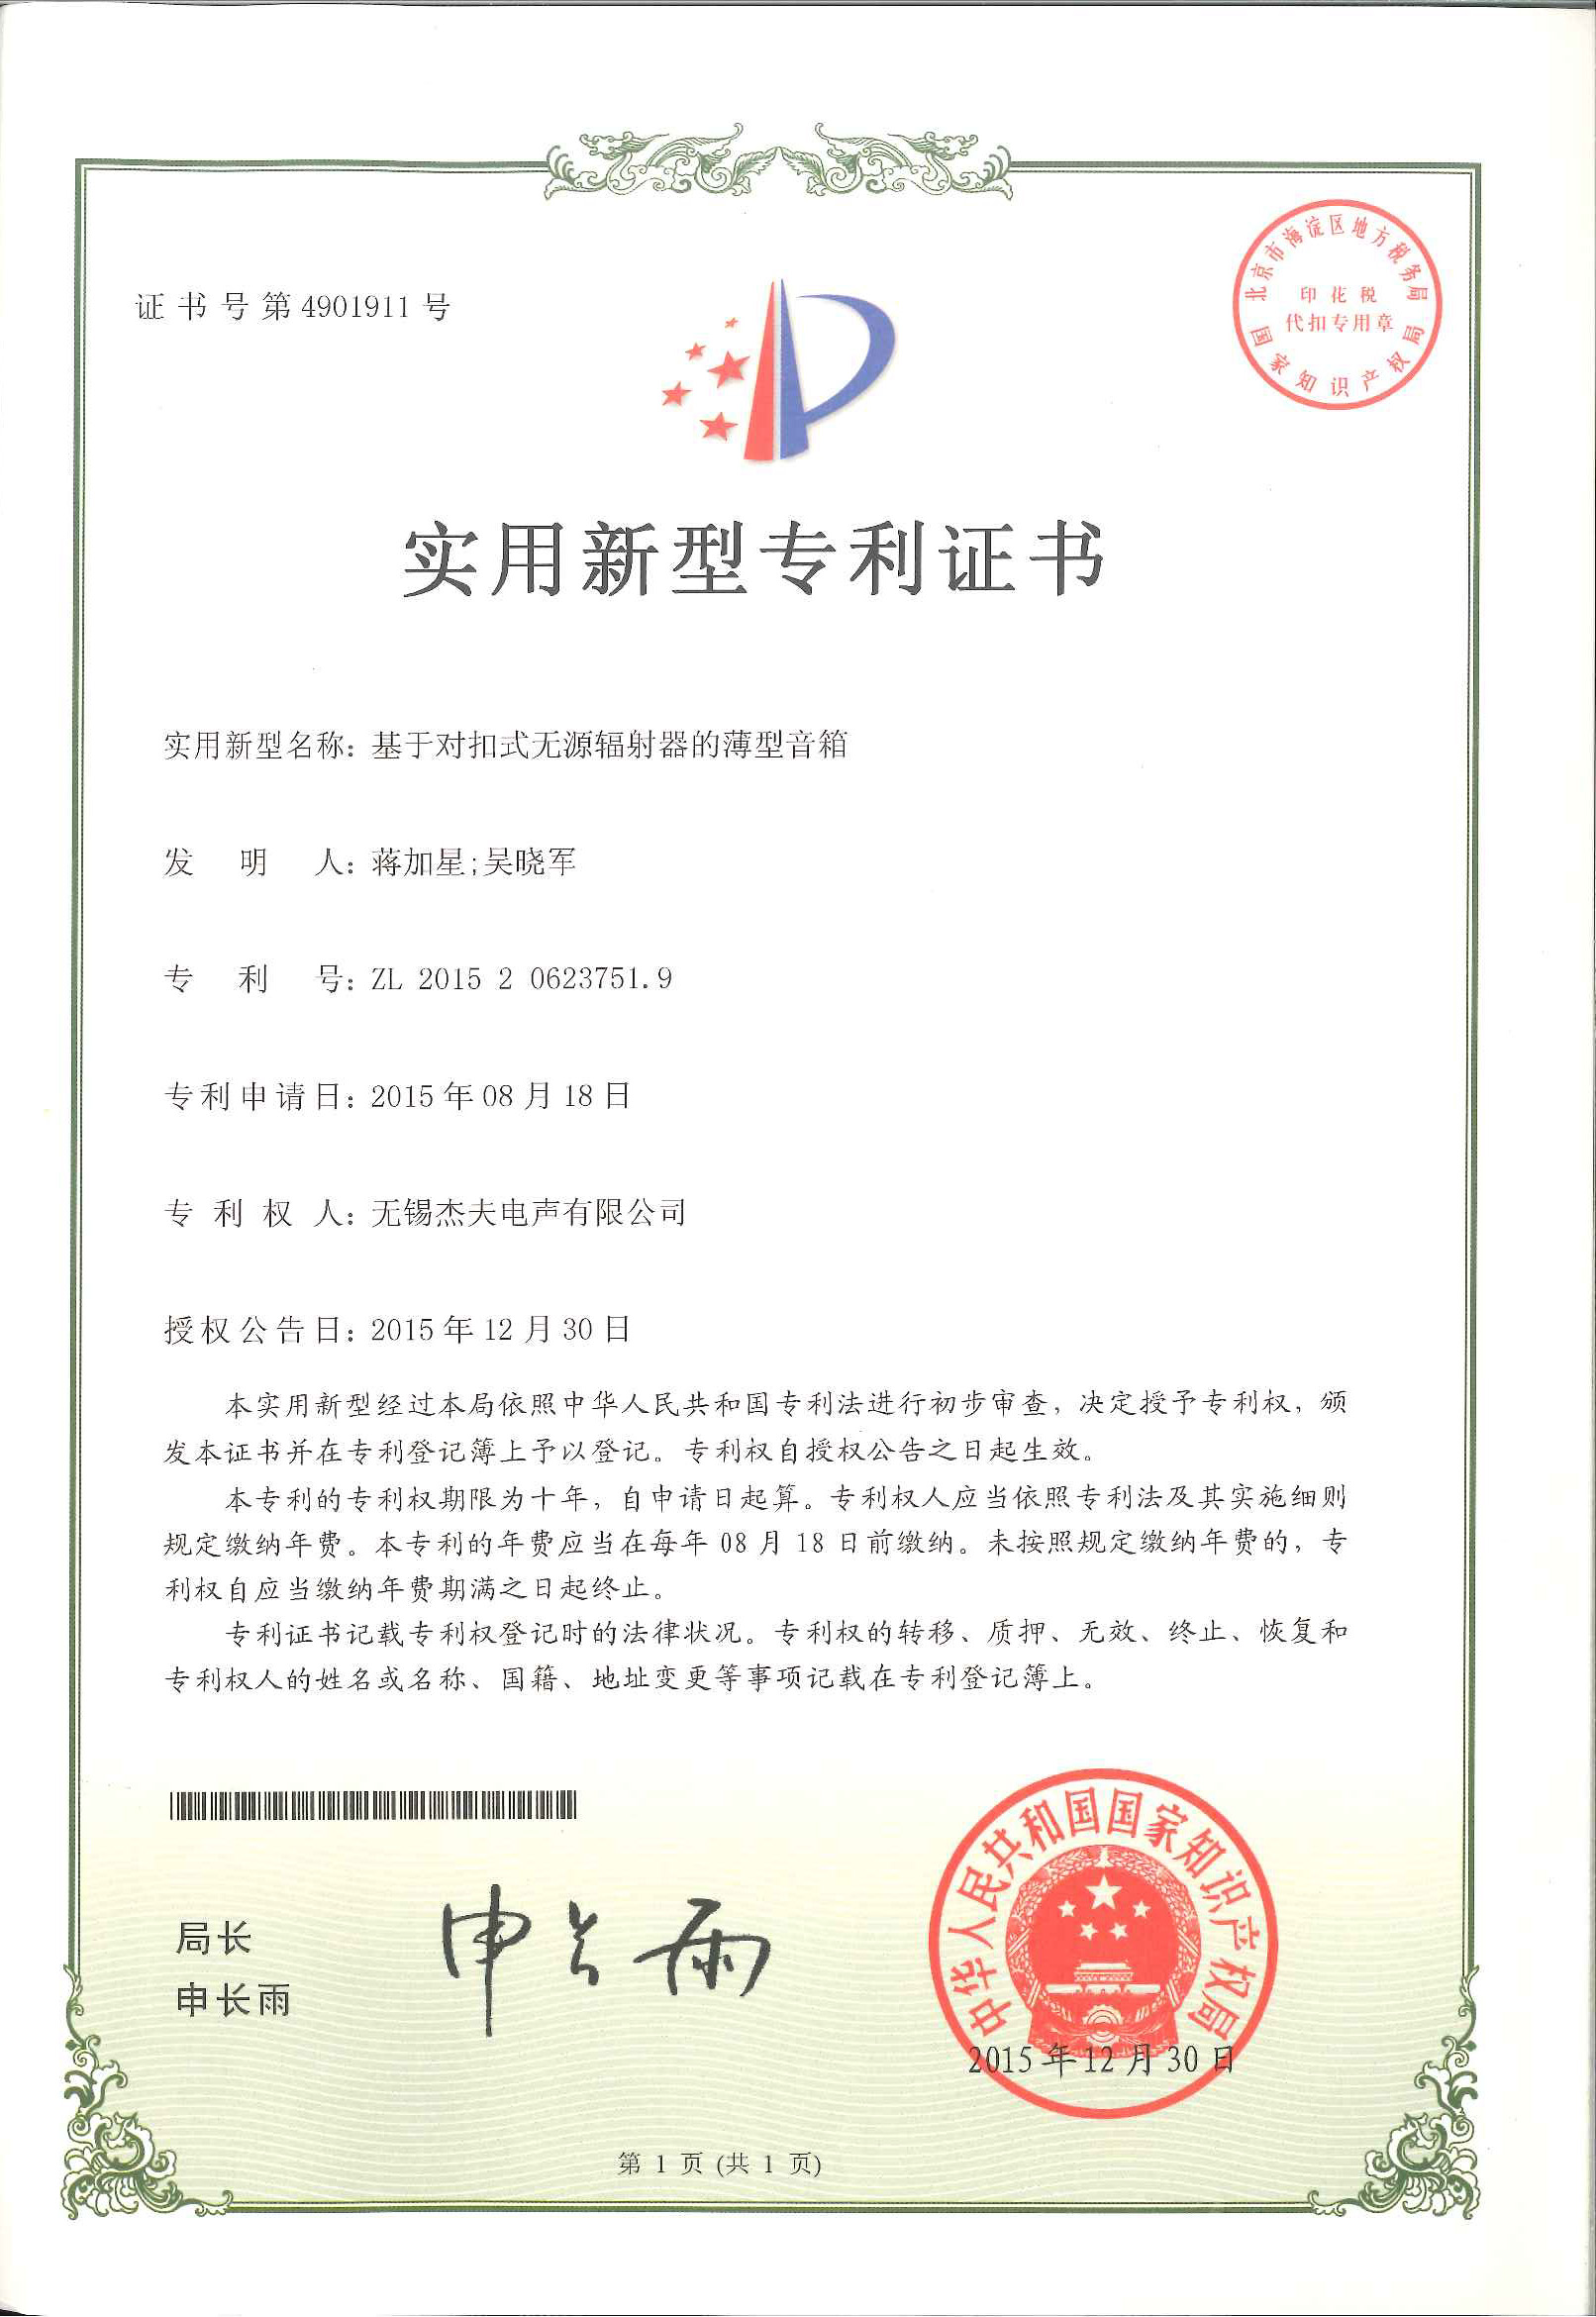 证书号第4901911号
北京市海淀区地方税务局
印花税
代扣专用章
国家知识产权局
实用新型专利证书
实用新型名称：基于对扣式无源辐射器的薄型音箱
发明人：蒋加星;吴晓军
专利号：ZL 2015 2 0623751.9
专利申请日：2015年08月18日
专利权人：无锡杰夫电声有限公司
授权公告日：2015年12月30日
本实用新型经过本局依照中华人民共和国专利法进行初步审查，决定授予专利权，颁
发本证书并在专利登记簿上予以登记。专利权自授权公告之日起生效。
本专利的专利权期限为十年，自申请日起算。专利权人应当依照专利法及其实施细则
规定缴纳年费。本专利的年费应当在每年 08 月 18 日前缴纳。未按照规定缴纳年费的，专
利权自应当缴纳年费期满之日起终止。
专利证书记载专利权登记时的法律状况。专利权的转移、质押、无效、终止、恢复和
专利权人的姓名或名称、国籍、地址变更等事项记载在专利登记簿上。
局长
申长雨
申长雨
中华人民共和国国家知识产权局
2015年12月30日
第 1 页 (共 1 页)